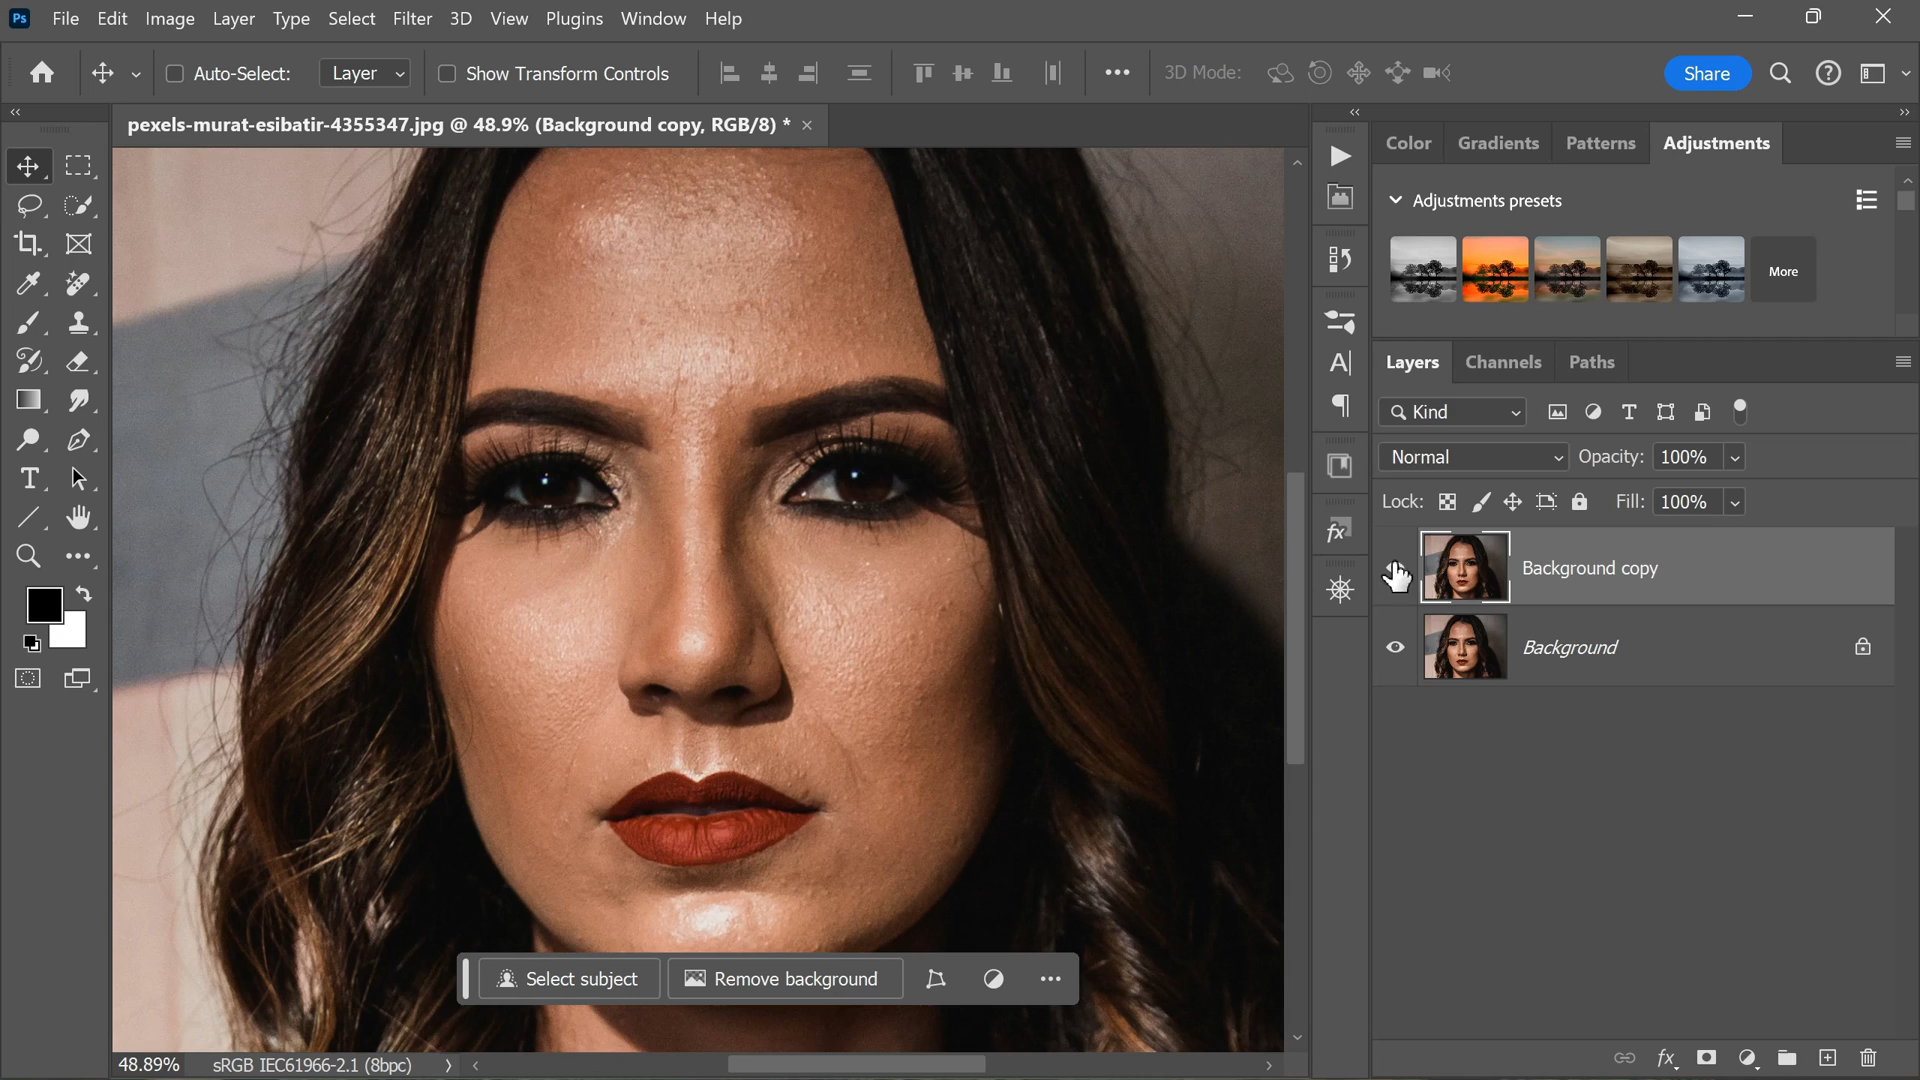 Ps File Edit Image Layer Type Select Filter 3D View Plugins Window Help
Auto-Select: Layer Show Transform Controls 3D Mode: Share
pexels-murat-esibatir-4355347.jpg @ 48.9% (Background copy, RGB/8) *
Color Gradients Patterns Adjustments
Adjustments presets
More
Layers Channels Paths
Kind
Normal Opacity: 100%
Lock: Fill: 100%
Background copy
Background
Select subject Remove background
48.89% sRGB IEC61966-2.1 (8bpc)